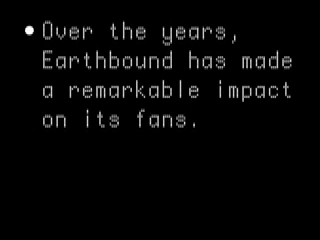 ●Over the years,
Earthbound has made
a remarkable impact
on its fans.